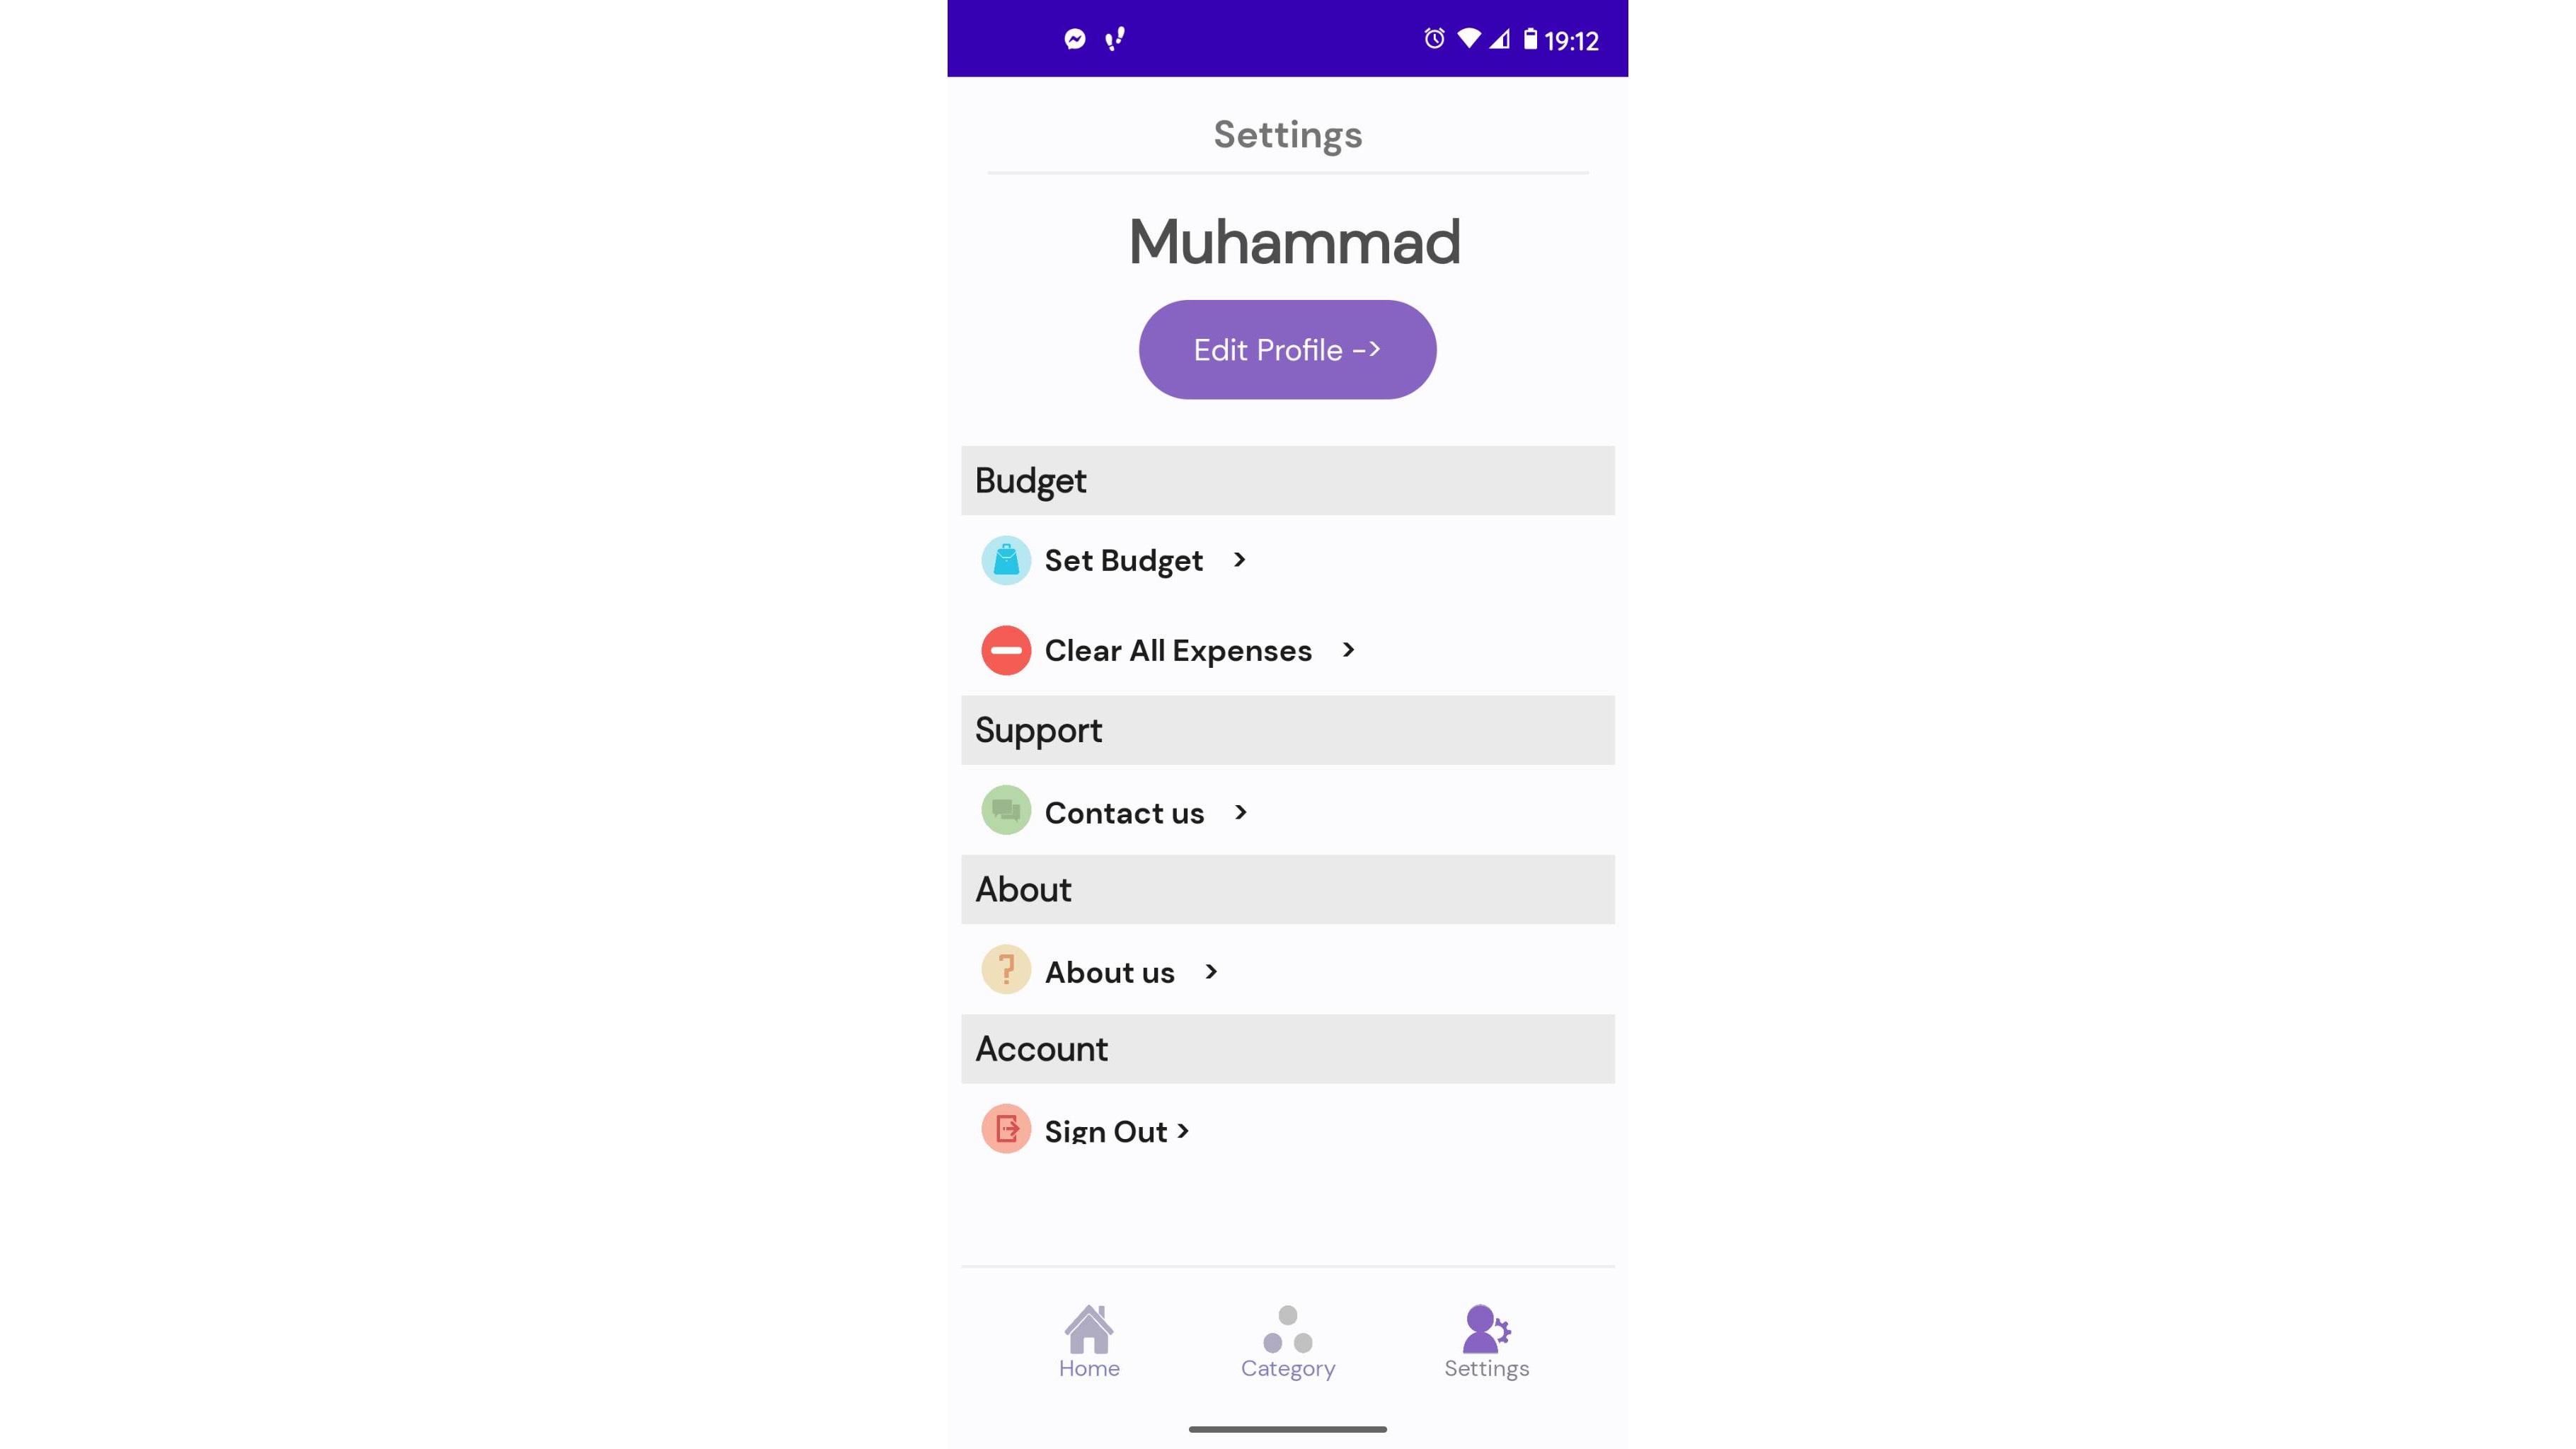 19:12
Settings
Muhammad
Edit Profile ->
Budget
Set Budget >
Clear All Expenses >
Support
Contact us >
About
About us >
Account
Sign Out >
Home
Category
Settings